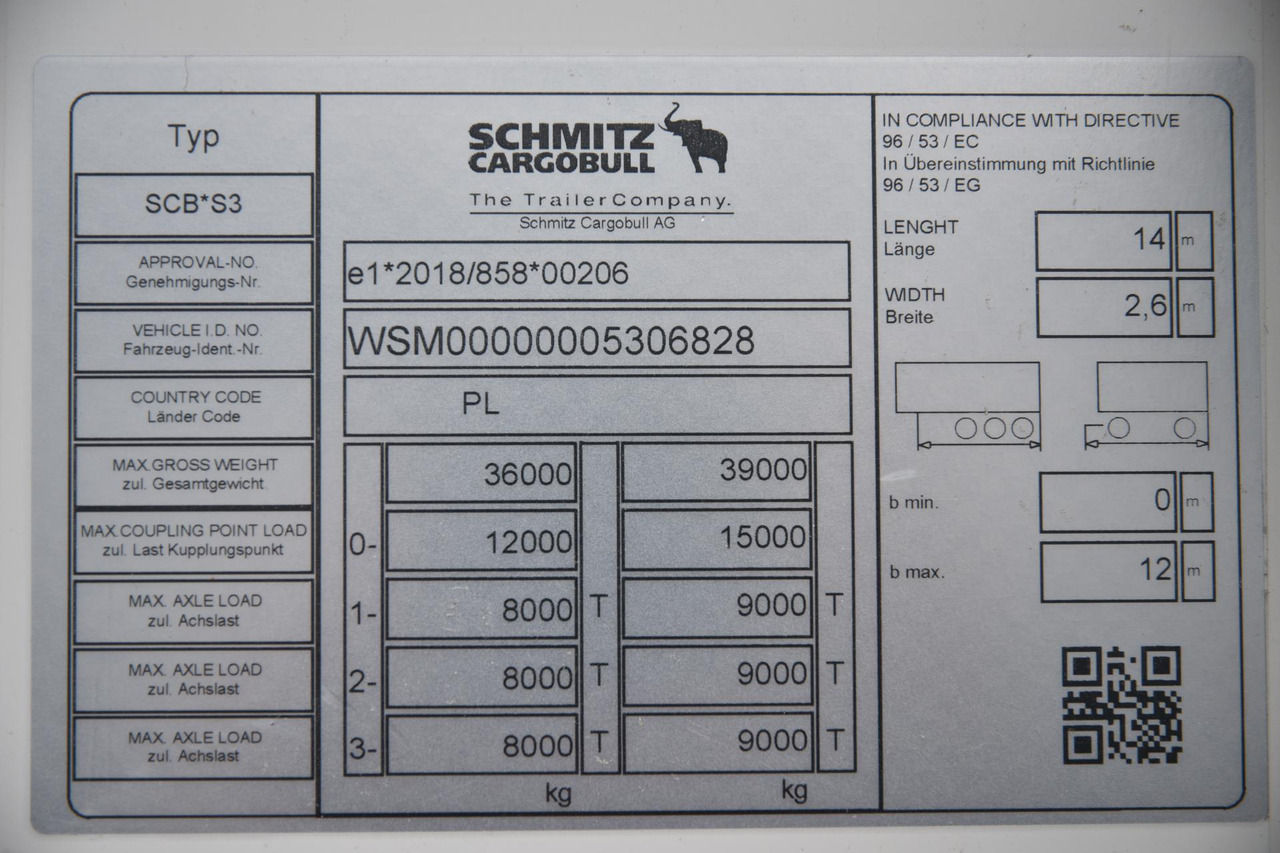 Typ
SCB*S3
APPROVAL-NO.
Genehmigungs-Nr.
VEHICLE I.D. NO.
Fahrzeug-Ident.-Nr.
COUNTRY CODE
Länder Code
MAX.GROSS WEIGHT
zul. Gesamtgewicht
MAX.COUPLING POINT LOAD
zul. Last Kupplungspunkt
MAX. AXLE LOAD
zul. Achslast
MAX. AXLE LOAD
zul. Achslast
MAX. AXLE LOAD
zul. Achslast
SCHMITZ
CARGOBULL
The TrailerCompany.
Schmitz Cargobull AG
e1*2018/858*00206
WSM00000005306828
PL
36000 39000
0- 12000 15000
1- 8000 T 9000 T
2- 8000 T 9000 T
3- 8000 T 9000 T
kg kg
IN COMPLIANCE WITH DIRECTIVE
96 / 53 / EC
In Übereinstimmung mit Richtlinie
96 / 53 / EG
LENGHT
Länge
14 m
WIDTH
Breite
2,6 m
b min. 0 m
b max. 12 m